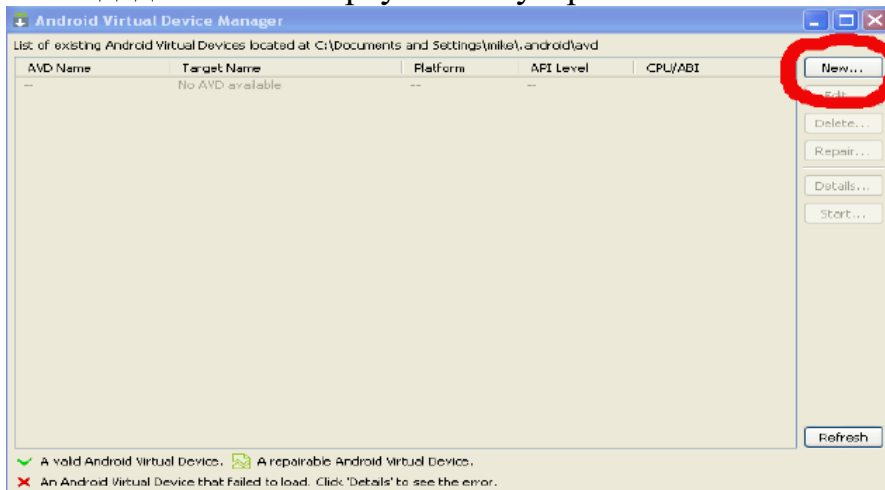 Android Virtual Device Manager
List of existing Android Virtual Devices located at C:\Documents and Settings\mike\.android\avd
AVD Name Target Name Platform API Level CPU/ABI New...
-- No AVD available -- -- Edit...
Delete...
Repair...
Details...
Start...
Refresh
A valid Android Virtual Device. A repairable Android Virtual Device.
An Android Virtual Device that failed to load. Click 'Details' to see the error.